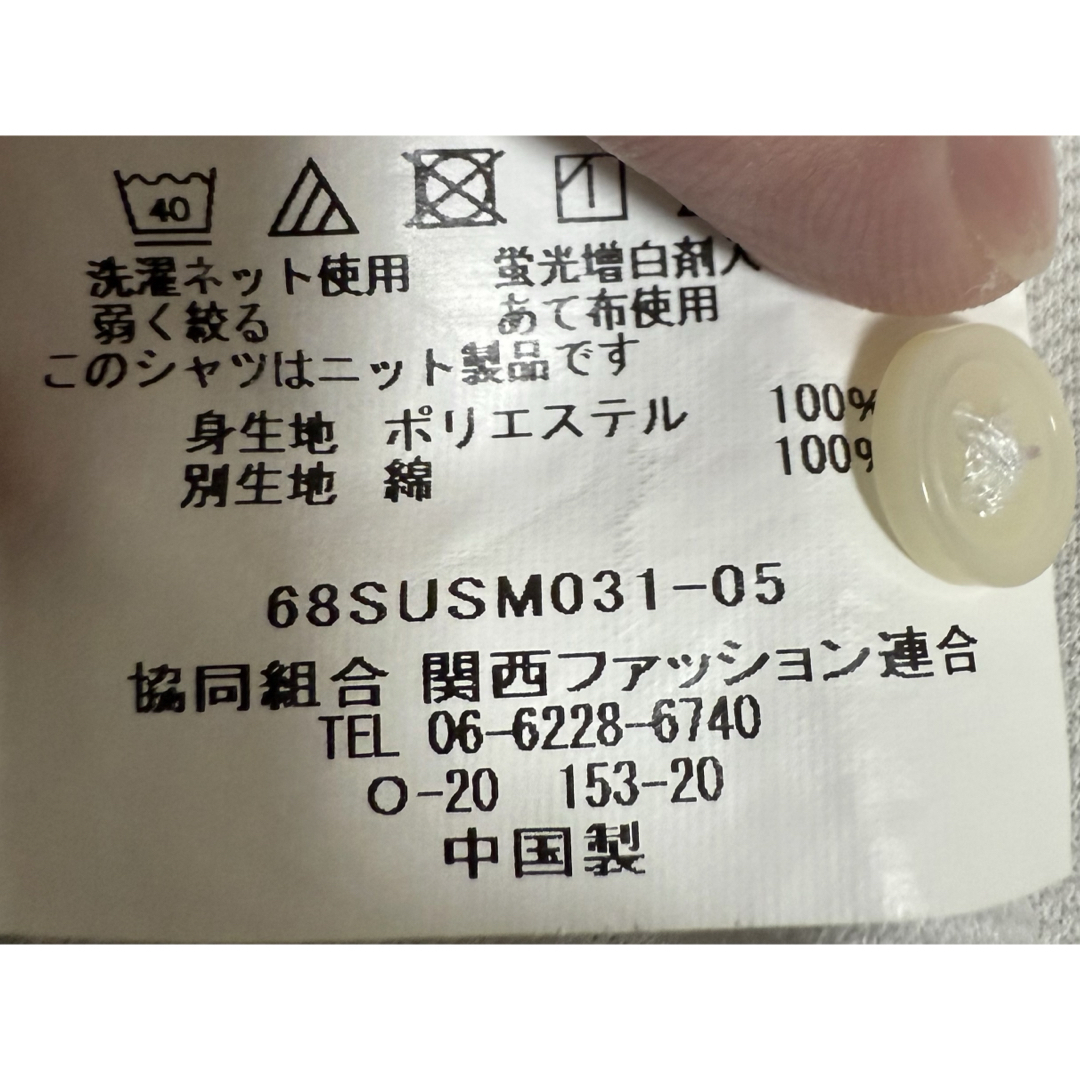 40
洗濯ネット使用 蛍光増白剤入
弱く絞る あて布使用
このシャツはニット製品です
身生地 ポリエステル 100%
別生地 綿 100%
68SUSM031-05
協同組合 関西ファッション連合
TEL 06-6228-6740
O-20 153-20
中国製